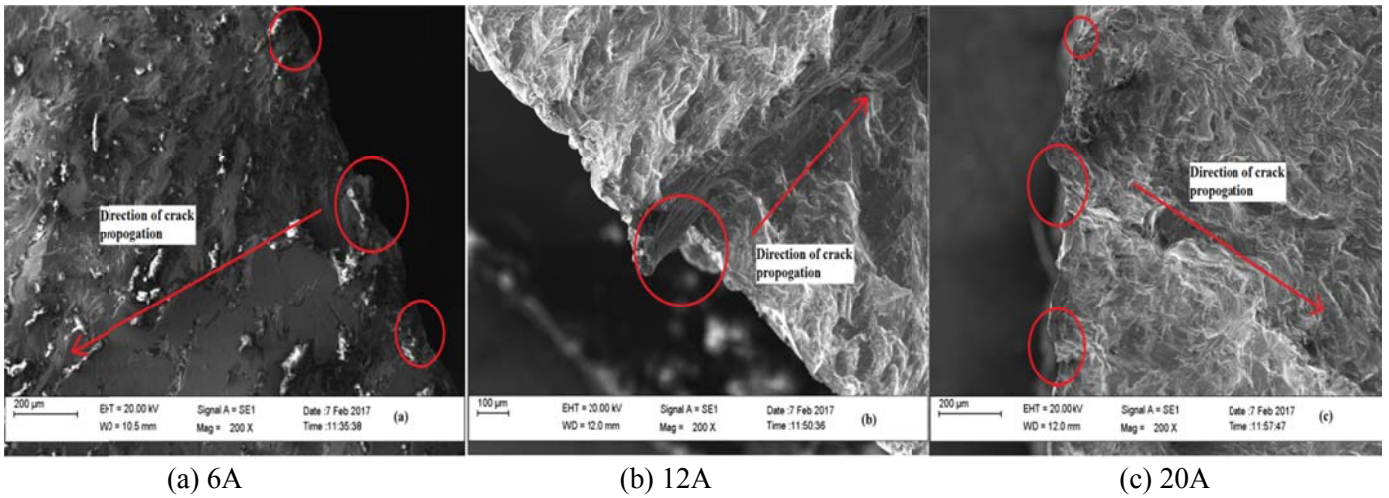 Direction of crack
propogation
200 µm
EHT = 20.00 kV
Signal A = SE1
Date :7 Feb 2017
WD = 10.5 mm
Mag = 200 X
Time :11:35:38
(a)
Direction of crack
propogation
100 µm
EHT = 20.00 kV
Signal A = SE1
Date :7 Feb 2017
WD = 12.0 mm
Mag = 200 X
Time :11:50:36
(b)
Direction of crack
propogation
200 µm
EHT = 20.00kV
Signal A = SE1
Date :7 Feb 2017
WD = 12.0 mm
Mag = 200 X
Time :11:57:47
(c)
(a) 6A
(b) 12A
(c) 20A